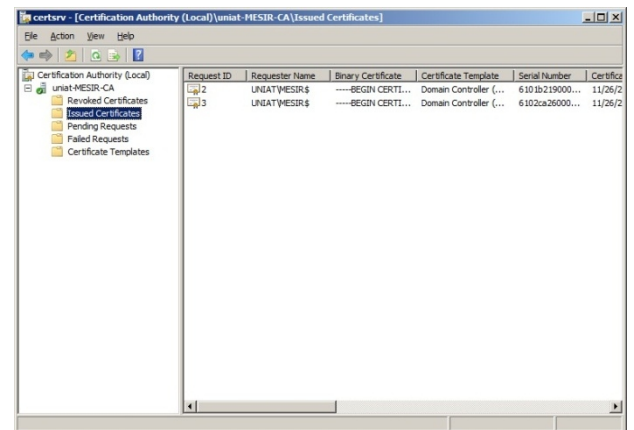 certsrv - [Certification Authority (Local)\uniat-MESIR-CA\Issued Certificates]
File Action View Help
Certification Authority (Local)
uniat-MESIR-CA
Revoked Certificates
Issued Certificates
Pending Requests
Failed Requests
Certificate Templates
Request ID Requester Name Binary Certificate Certificate Template Serial Number Certifica
2 UNIAT\MESIR$ -----BEGIN CERTI... Domain Controller (... 6101b219000... 11/26/2
3 UNIAT\MESIR$ -----BEGIN CERTI... Domain Controller (... 6102ca26000... 11/26/2